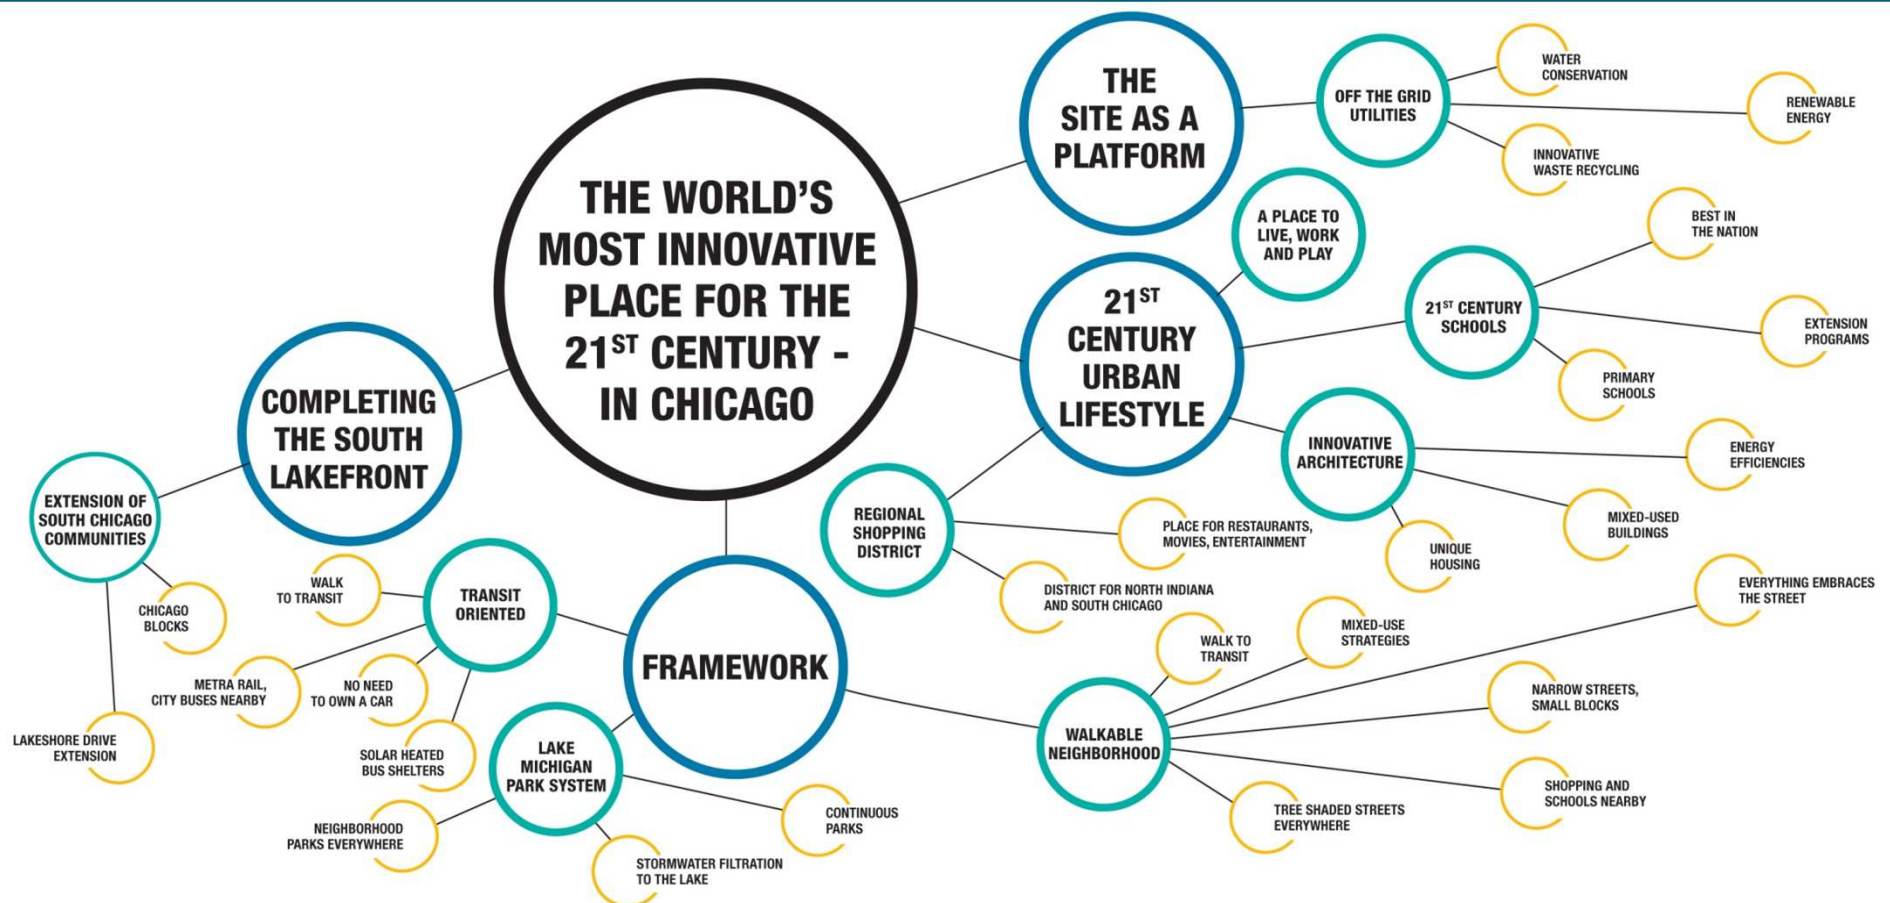 THE WORLD'S
MOST INNOVATIVE
PLACE FOR THE
21ST CENTURY -
IN CHICAGO
THE
SITE AS A
PLATFORM
OFF THE GRID
UTILITIES
WATER
CONSERVATION
RENEWABLE
ENERGY
INNOVATIVE
WASTE RECYCLING
21ST
CENTURY
URBAN
LIFESTYLE
A PLACE TO
LIVE, WORK
AND PLAY
21ST CENTURY
SCHOOLS
BEST IN
THE NATION
EXTENSION
PROGRAMS
PRIMARY
SCHOOLS
INNOVATIVE
ARCHITECTURE
ENERGY
EFFICIENCIES
MIXED-USED
BUILDINGS
UNIQUE
HOUSING
REGIONAL
SHOPPING
DISTRICT
PLACE FOR RESTAURANTS,
MOVIES, ENTERTAINMENT
DISTRICT FOR NORTH INDIANA
AND SOUTH CHICAGO
COMPLETING
THE SOUTH
LAKEFRONT
EXTENSION OF
SOUTH CHICAGO
COMMUNITIES
CHICAGO
BLOCKS
LAKESHORE DRIVE
EXTENSION
FRAMEWORK
TRANSIT
ORIENTED
WALK
TO TRANSIT
METRA RAIL,
CITY BUSES NEARBY
NO NEED
TO OWN A CAR
SOLAR HEATED
BUS SHELTERS
LAKE
MICHIGAN
PARK SYSTEM
NEIGHBORHOOD
PARKS EVERYWHERE
STORMWATER FILTRATION
TO THE LAKE
CONTINUOUS
PARKS
WALKABLE
NEIGHBORHOOD
WALK TO
TRANSIT
MIXED-USE
STRATEGIES
EVERYTHING EMBRACES
THE STREET
NARROW STREETS,
SMALL BLOCKS
SHOPPING AND
SCHOOLS NEARBY
TREE SHADED STREETS
EVERYWHERE